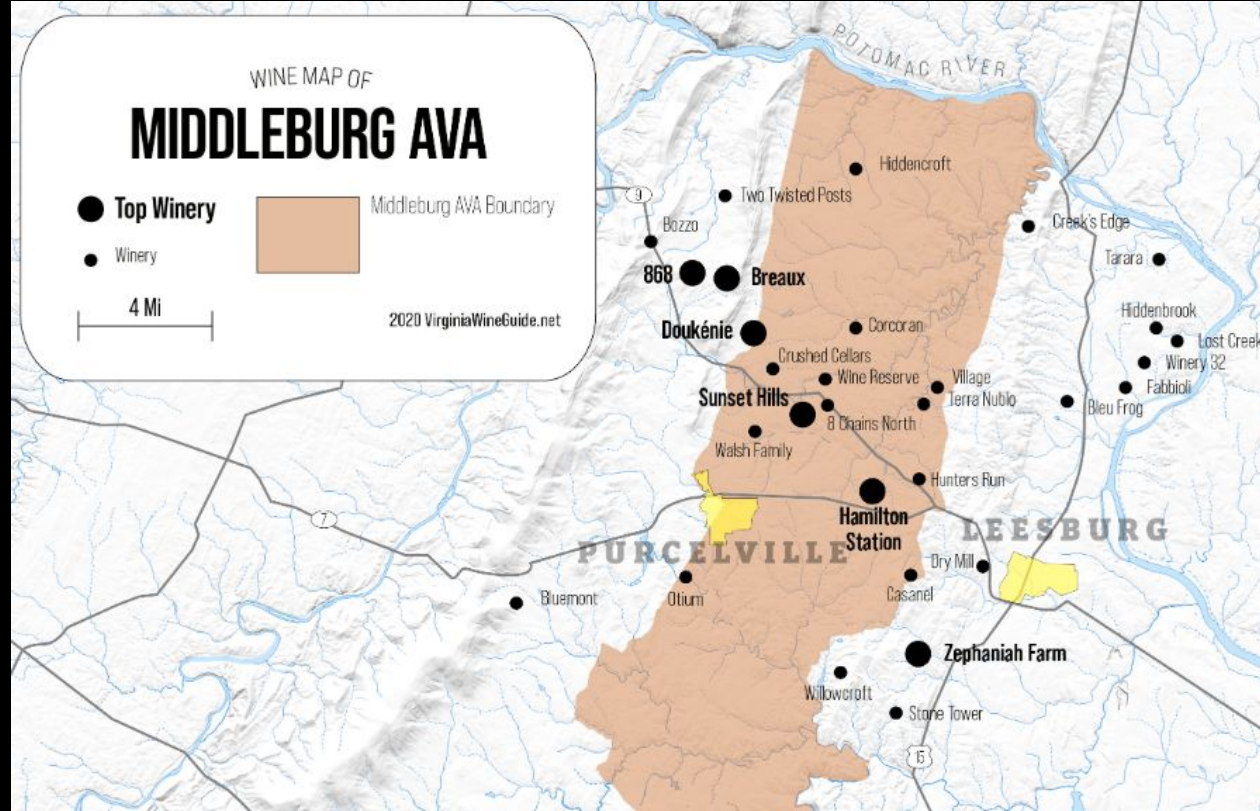 WINE MAP OF
MIDDLEBURG AVA
Top Winery
Middleburg AVA Boundary
Winery
4 Mi
2020 VirginiaWineGuide.net
POTOMAC RIVER
Hiddencroft
9
Two Twisted Posts
Bozzo
Creek's Edge
Tarara
868
Breaux
Hiddenbrook
Doukénie
Corcoran
Lost Creek
Crushed Cellars
Winery 32
Wine Reserve
Village
Fabbioli
Sunset Hills
Terra Nublo
Bleu Frog
8 Chains North
Walsh Family
Hunters Run
7
Hamilton
Station
LEESBURG
PURCELVILLE
Dry Mill
Otium
Casanel
Bluemont
Zephaniah Farm
Willowcroft
Stone Tower
15